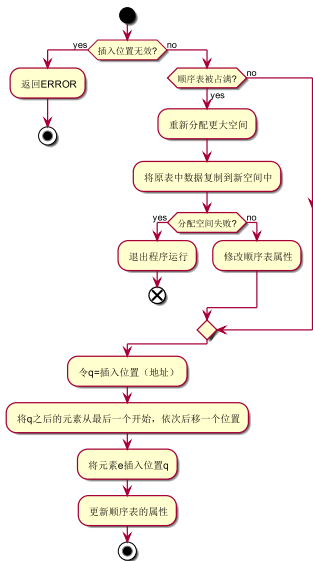 插入位置无效?
yes
no
返回ERROR
顺序表被占满?
no
yes
重新分配更大空间
将原表中数据复制到新空间中
分配空间失败?
yes
no
退出程序运行
修改顺序表属性
令q=插入位置（地址）
将q之后的元素从最后一个开始，依次后移一个位置
将元素e插入位置q
更新顺序表的属性